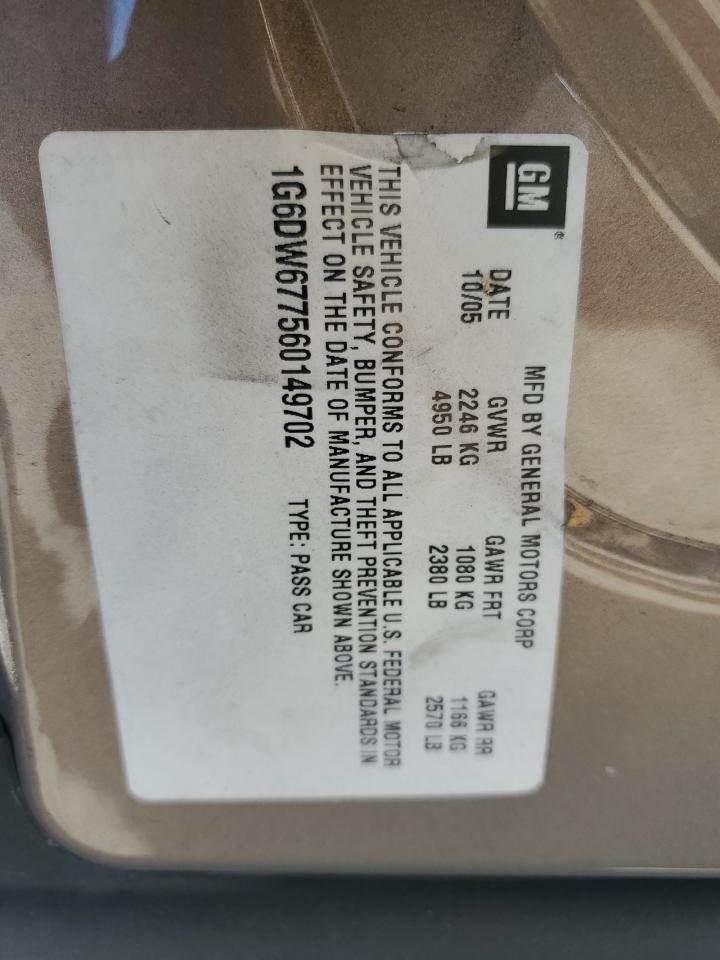 GM®
MFD BY GENERAL MOTORS CORP
DATE GVWR GAWR FRT GAWR RR
10/05 2246 KG 1080 KG 1166 KG
4950 LB 2380 LB 2570 LB
THIS VEHICLE CONFORMS TO ALL APPLICABLE U.S. FEDERAL MOTOR
VEHICLE SAFETY, BUMPER, AND THEFT PREVENTION STANDARDS IN
EFFECT ON THE DATE OF MANUFACTURE SHOWN ABOVE.
1G6DW677560149702 TYPE: PASS CAR